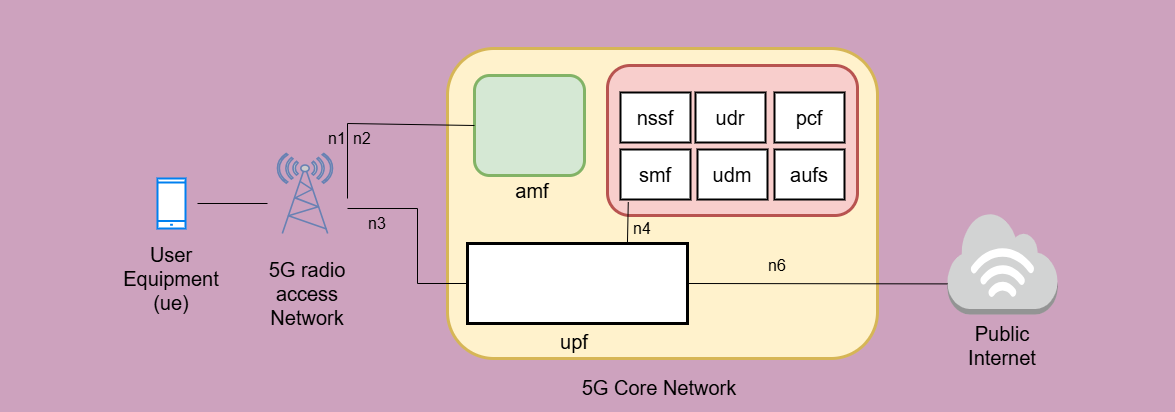 nssf
udr
pcf
n1
n2
smf
udm
aufs
amf
n3
n4
User
Equipment
(ue)
5G radio
access
Network
n6
upf
Public
Internet
5G Core Network